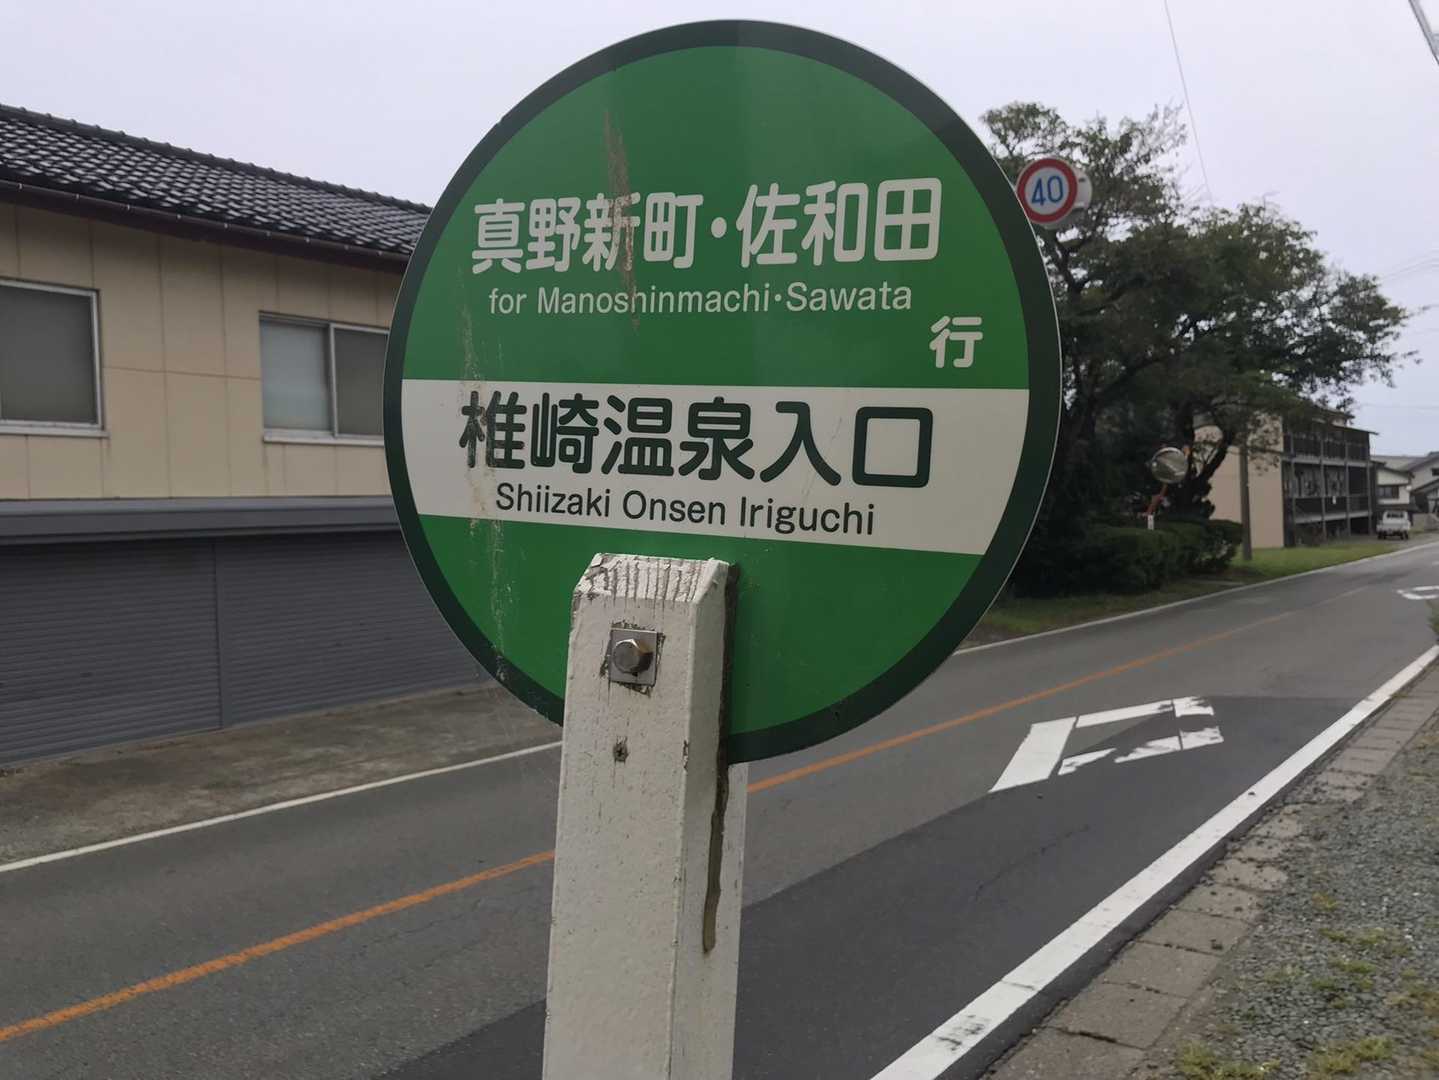 真野新町・佐和田
for Manoshinmachi・Sawata
行
椎崎温泉入口
Shiizaki Onsen Iriguchi
40